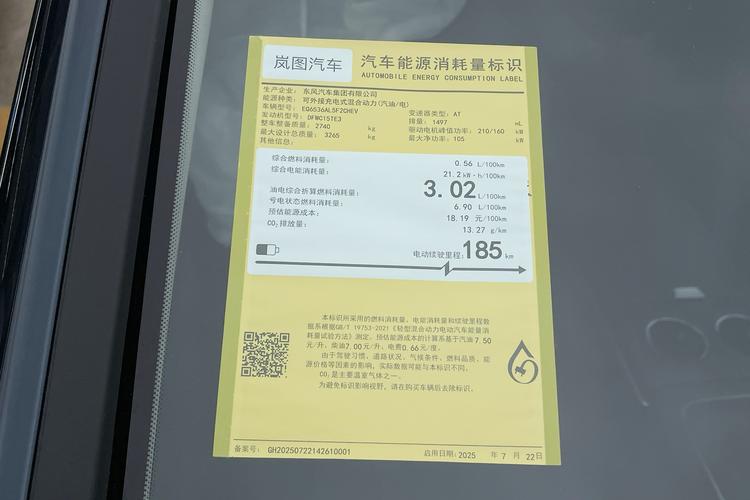 岚图汽车
汽车能源消耗量标识
AUTOMOBILE ENERGY CONSUMPTION LABEL
生产企业: 东风汽车集团有限公司
能源种类: 可外接充电式混合动力(汽油/电)
车辆型号: EQ6536AL5F2CHEV 变速器类型: AT
发动机型号: DFMC15TE3 排量: 1497 mL
整车整备质量: 2740 kg 驱动电机峰值功率: 210/160 kW
最大设计总质量: 3265 kg 最大净功率: 105 kW
其他信息:
综合燃料消耗量: 0.56 L/100km
综合电能消耗量: 21.2 kW·h/100km
油电综合折算燃料消耗量: 3.02 L/100km
亏电状态燃料消耗量: 6.90 L/100km
预估能源成本: 18.19 元/100km
CO₂排放量: 13.27 g/km
电动续驶里程: 185 km
本标识所采用的燃料消耗量、电能消耗量和续驶里程数
据系根据GB/T 19753-2021《轻型混合动力电动汽车能量消
耗量试验方法》测定。预估能源成本的计算系基于汽油 7.50
元/升、柴油7.00 元/升、电费0.66 元/度。
由于驾驶习惯、道路状况、气候条件、燃料品质、能
源价格等因素的影响，实际数据可能与本标识不同。
CO₂是主要温室气体之一。
为避免标识影响视野，请在购买车辆后去除标识。
备案号: GH20250722142610001 启用日期: 2025 年 7 月 22日